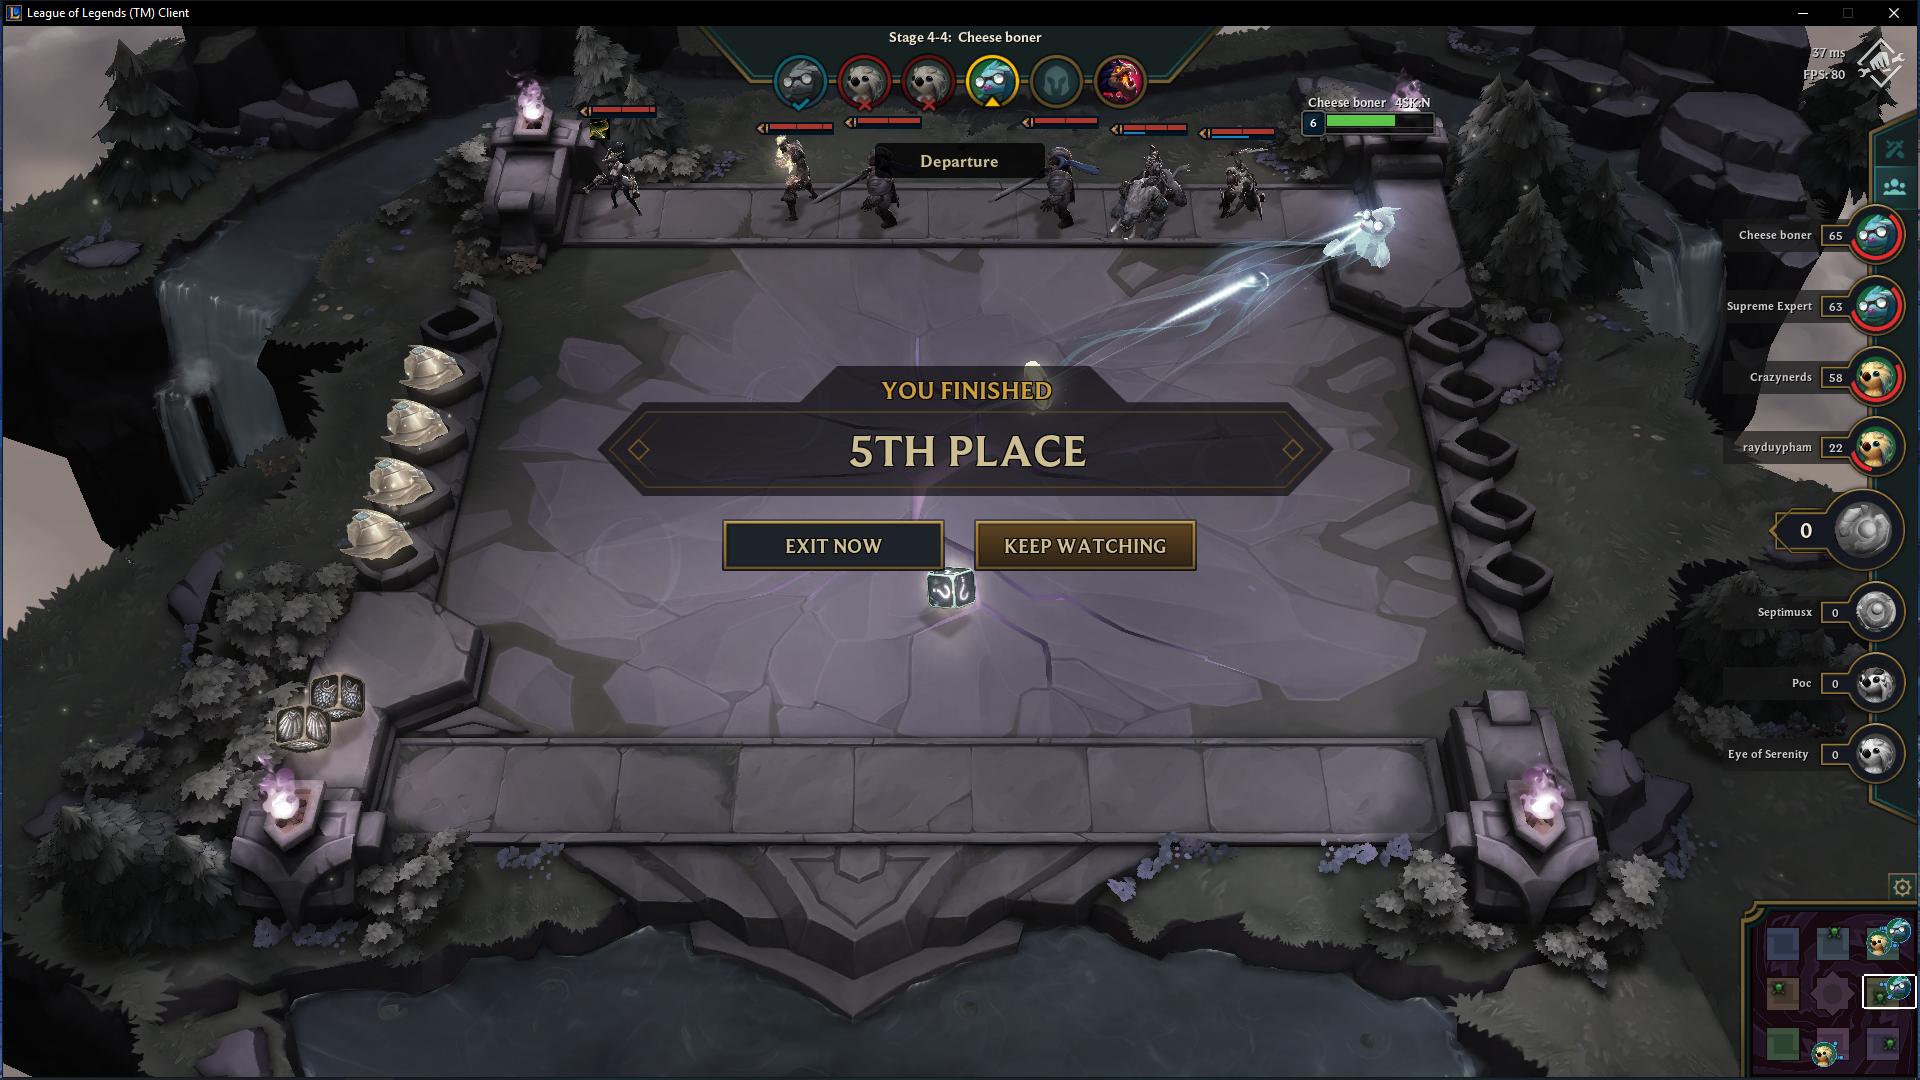 League of Legends (TM) Client
Stage 4-4: Cheese boner
37 ms
FPS: 80
Cheese boner
6
Departure
Cheese boner 65
Supreme Expert 63
Crazynerds 58
rayduypham 22
0
Septimusx 0
Poc 0
Eye of Serenity 0
YOU FINISHED
5TH PLACE
EXIT NOW
KEEP WATCHING